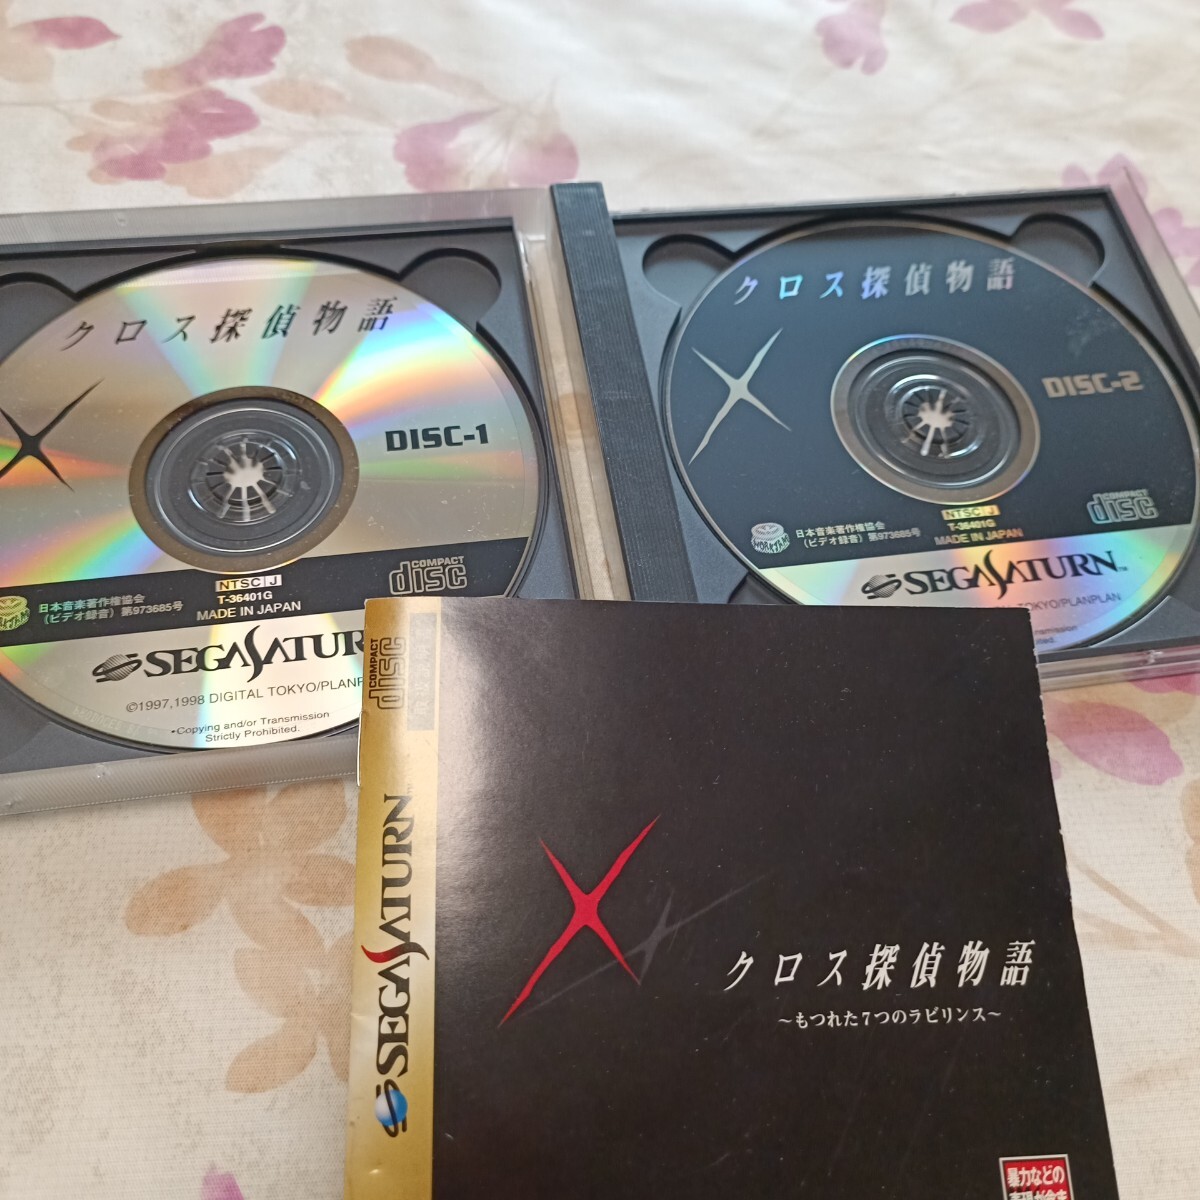 クロス探偵物語
DISC-1
NTSC J
T-36401G
MADE IN JAPAN
日本音楽著作権協会
(ビデオ録音) 第973685号
COMPACT
disc
SEGA SATUR
©1997,1998 DIGITAL TOKYO/PLANP
•Copying and/or Transmission
Strictly Prohibited.
クロス探偵物語
DISC-2
WORKJAM
日本音楽著作権協会
(ビデオ録音) 第973685号
NTSC J
T-36401G
MADE IN JAPAN
COMPACT
disc
SEGA SATURN™
TOKYO/PLANPLAN
COMPACT
disc
SEGA SATURN™
クロス探偵物語
～もつれた7つのラビリンス～
暴力などの